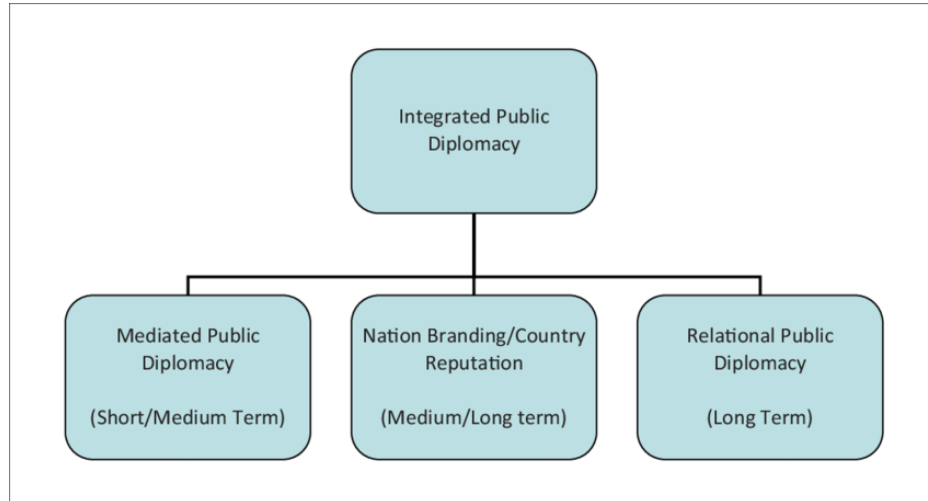 Integrated Public
Diplomacy
Mediated Public
Diplomacy
(Short/Medium Term)
Nation Branding/Country
Reputation
(Medium/Long term)
Relational Public
Diplomacy
(Long Term)